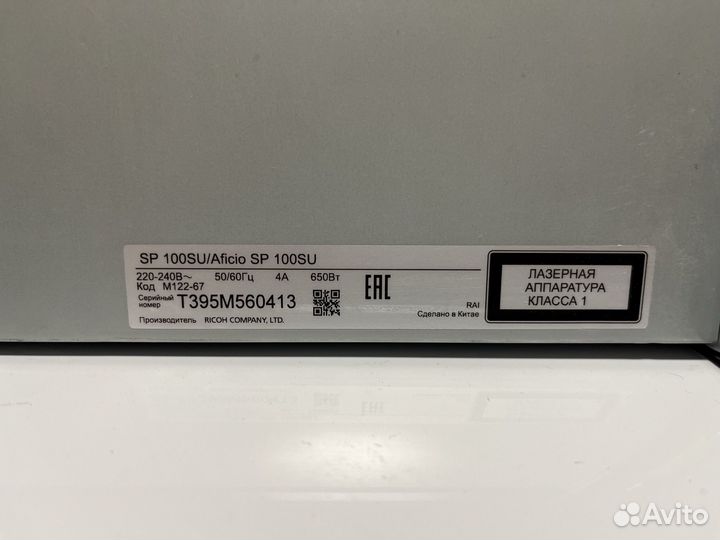 SP 100SU/Aficio SP 100SU
220-240В~ 50/60Гц 4А 650Вт
Код M122-67
Серийный номер T395M560413
Производитель RICOH COMPANY, LTD.
EAC
RAI
Сделано в Китае
ЛАЗЕРНАЯ
АППАРАТУРА
КЛАССА 1
Avito